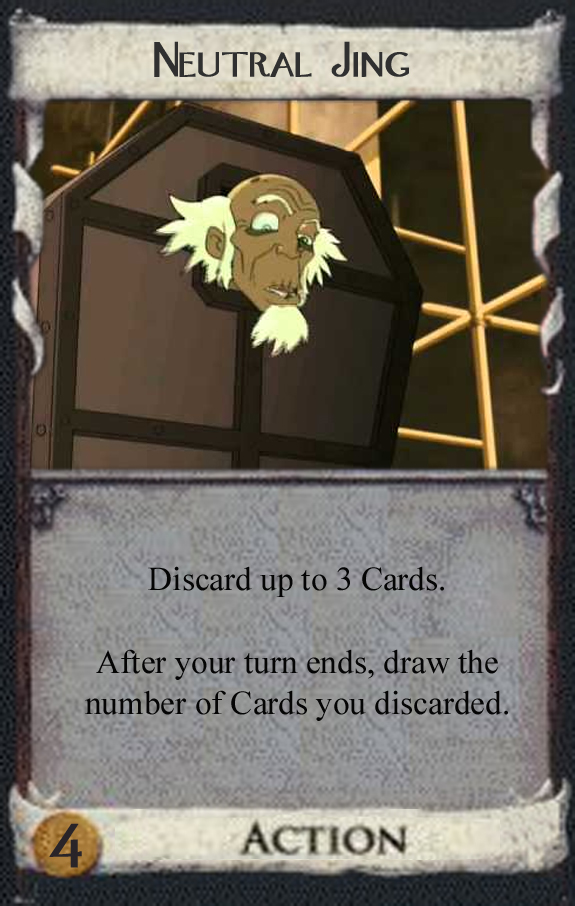 Neutral Jing
Discard up to 3 Cards.
After your turn ends, draw the
number of Cards you discarded.
4
Action